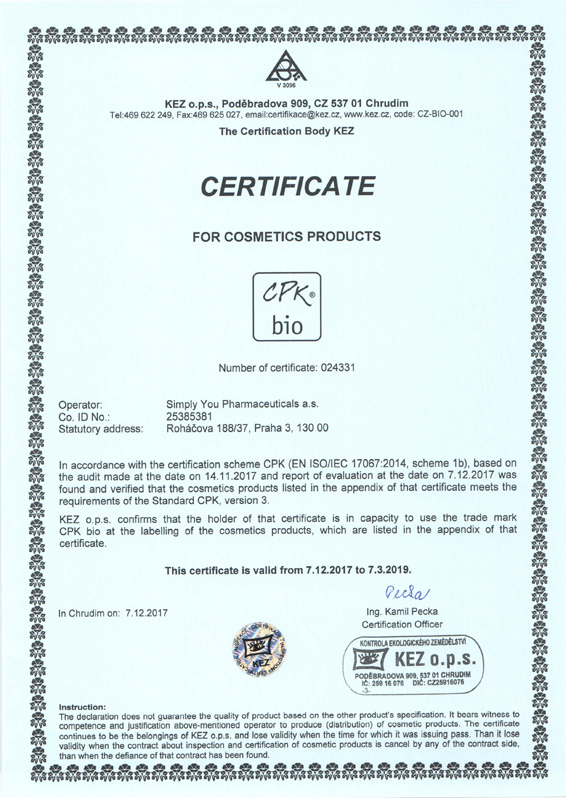 V 3096
KEZ o.p.s., Poděbradova 909, CZ 537 01 Chrudim
Tel:469 622 249, Fax:469 625 027, email:certifikace@kez.cz, www.kez.cz, code: CZ-BIO-001
The Certification Body KEZ
CERTIFICATE
FOR COSMETICS PRODUCTS
CPK®
bio
Number of certificate: 024331
Operator: Simply You Pharmaceuticals a.s.
Co. ID No.: 25385381
Statutory address: Roháčova 188/37, Praha 3, 130 00
In accordance with the certification scheme CPK (EN ISO/IEC 17067:2014, scheme 1b), based on
the audit made at the date on 14.11.2017 and report of evaluation at the date on 7.12.2017 was
found and verified that the cosmetics products listed in the appendix of that certificate meets the
requirements of the Standard CPK, version 3.
KEZ o.p.s. confirms that the holder of that certificate is in capacity to use the trade mark
CPK bio at the labelling of the cosmetics products, which are listed in the appendix of that
certificate.
This certificate is valid from 7.12.2017 to 7.3.2019.
Pecka
In Chrudim on: 7.12.2017
Ing. Kamil Pecka
Certification Officer
KEZ
KONTROLA EKOLOGICKÉHO ZEMĚDĚLSTVÍ
KEZ o.p.s.
PODĚBRADOVA 909, 537 01 CHRUDIM
IČ: 259 16 076 DIČ: CZ25916076
-3-
Instruction:
The declaration does not guarantee the quality of product based on the other product's specification. It bears witness to
competence and justification above-mentioned operator to produce (distribution) of cosmetic products. The certificate
continues to be the belongings of KEZ o.p.s. and lose validity when the time for which it was issuing pass. Than it lose
validity when the contract about inspection and certification of cosmetic products is cancel by any of the contract side,
than when the defiance of that contract has been found.